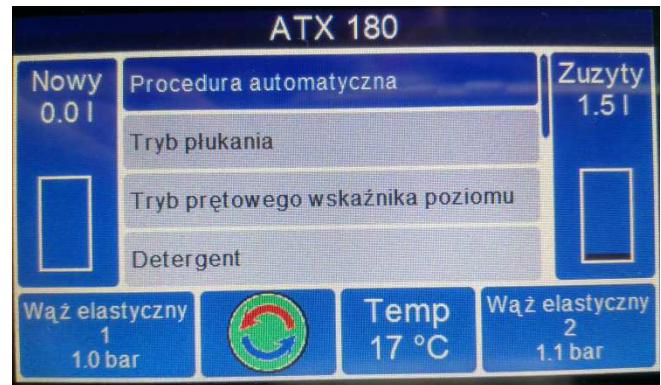 ATX 180
Nowy
0.0 l
Procedura automatyczna
Tryb płukania
Tryb prętowego wskaźnika poziomu
Detergent
Zuzyty
1.5 l
Wąż elastyczny
1
1.0 bar
Temp
17 °C
Wąż elastyczny
2
1.1 bar